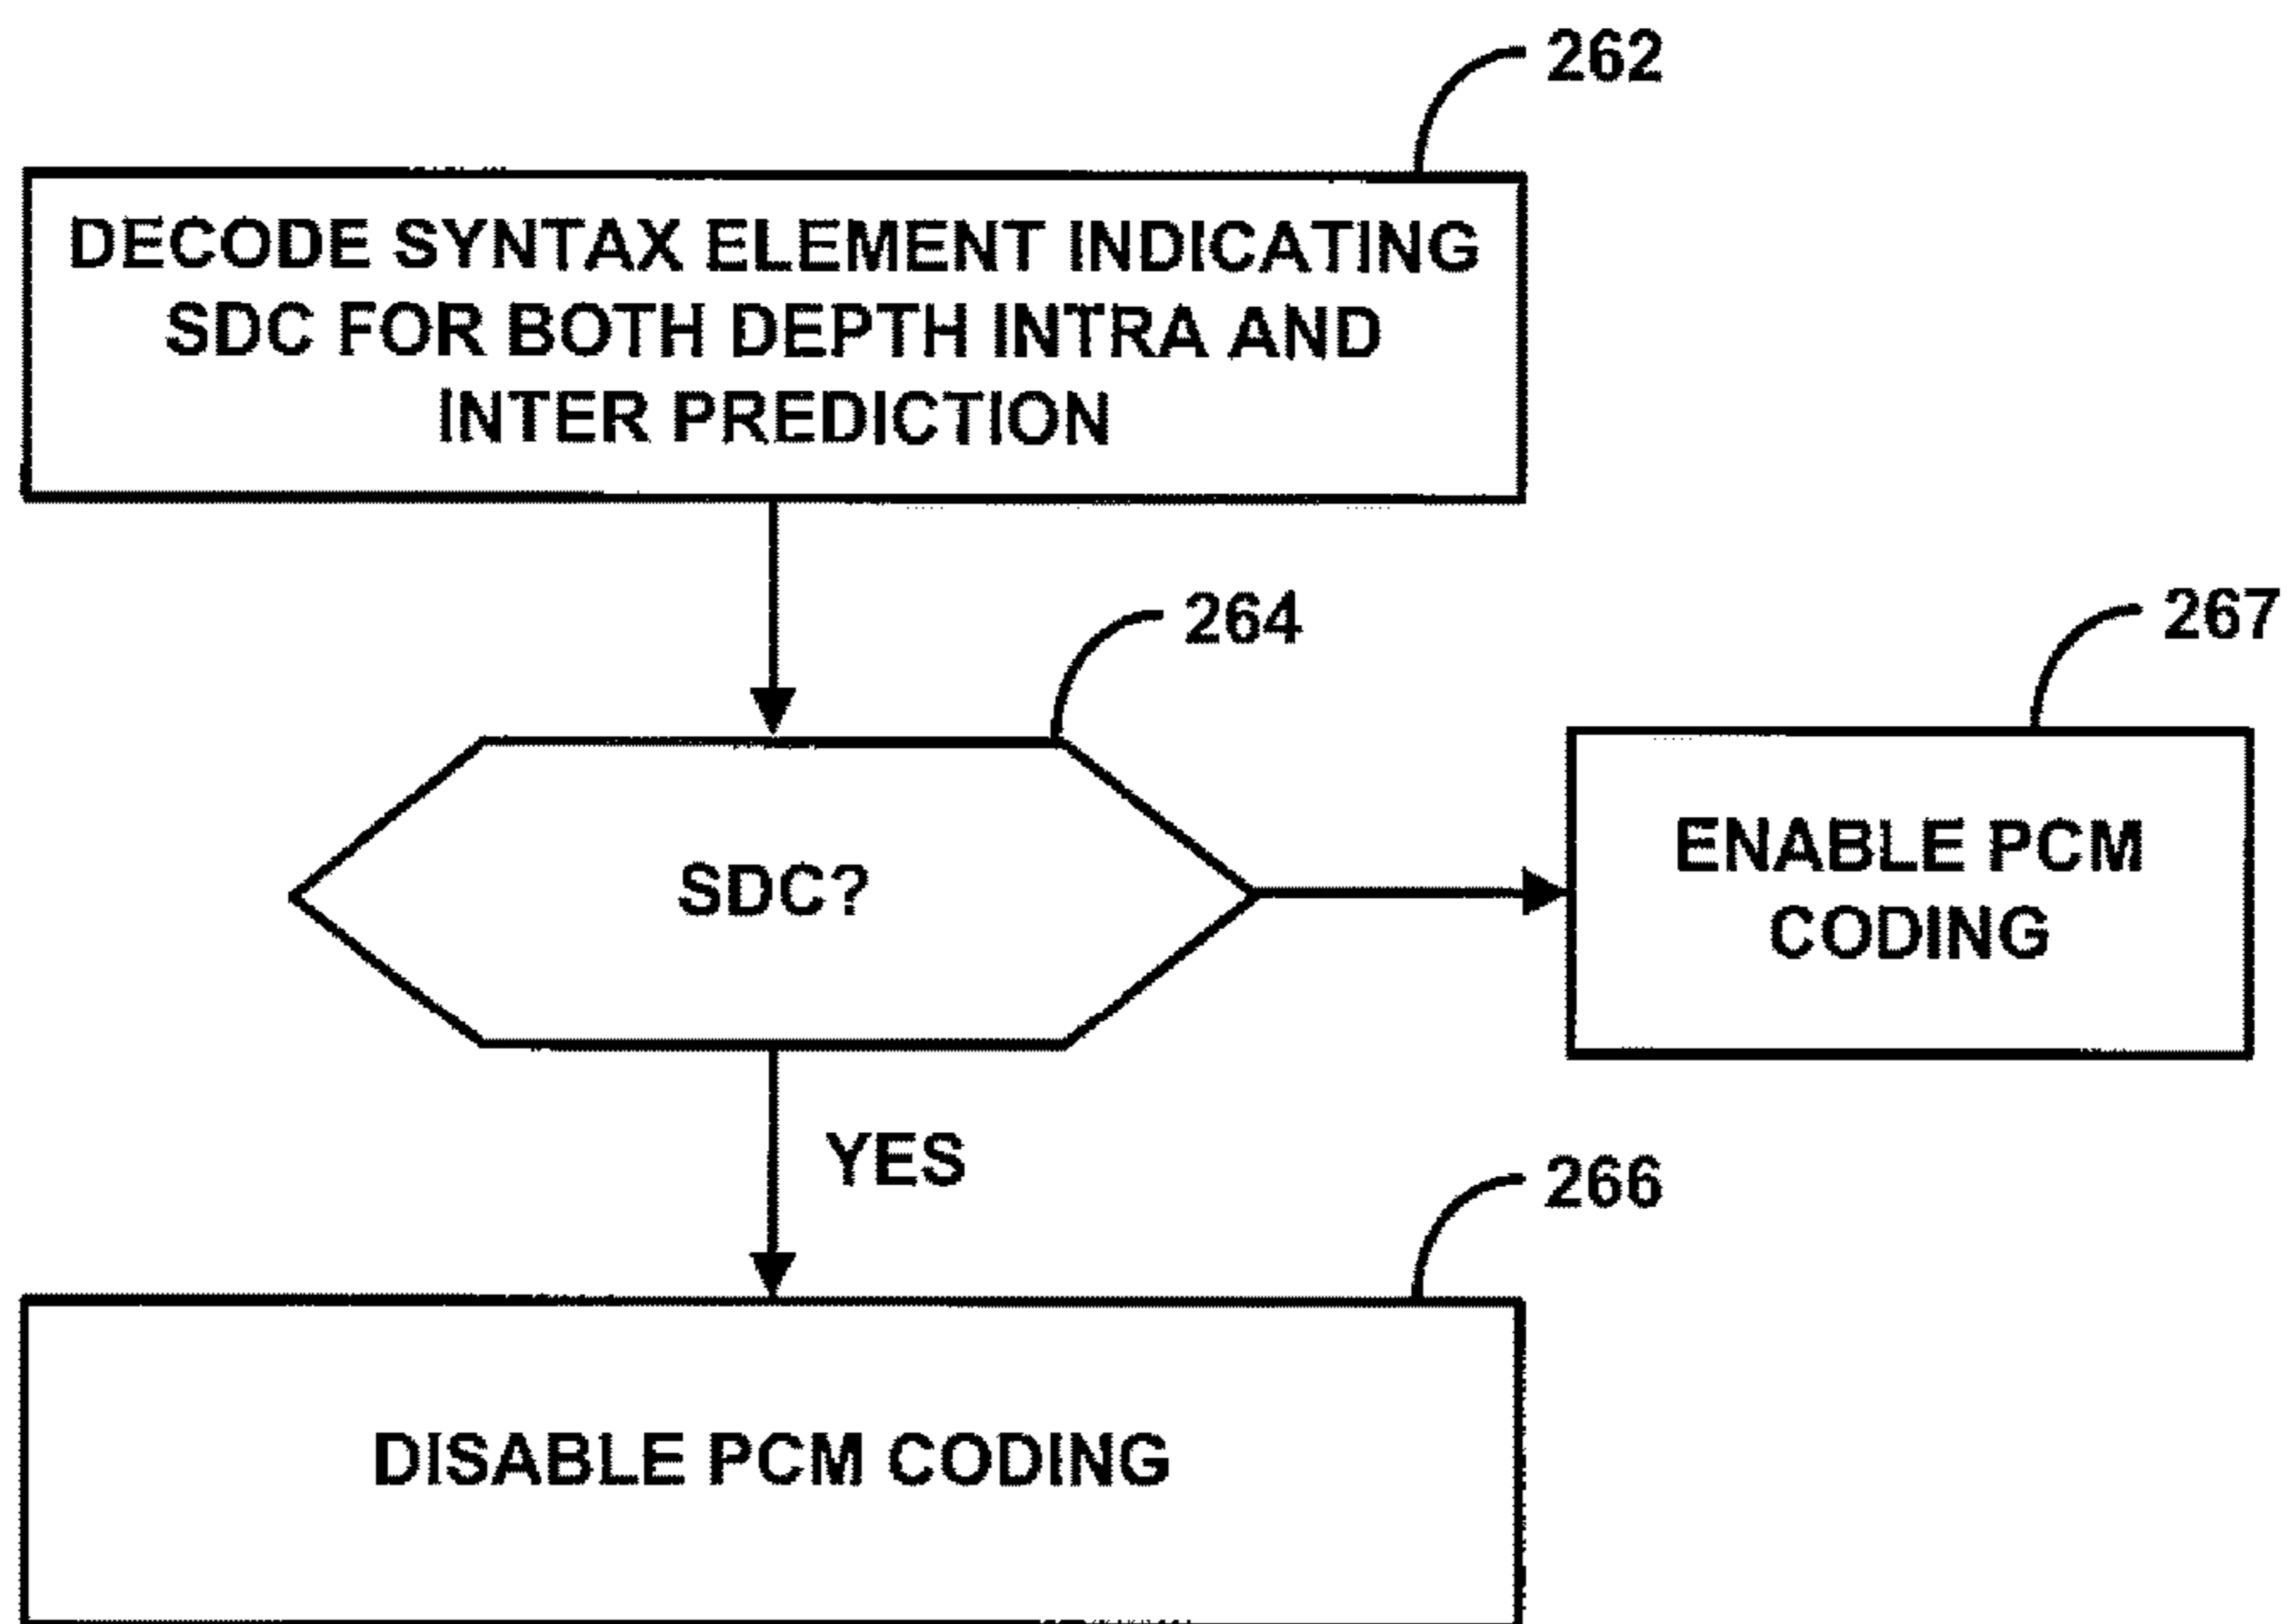 262
DECODE SYNTAX ELEMENT INDICATING
SDC FOR BOTH DEPTH INTRA AND
INTER PREDICTION
264
267
SDC?
ENABLE PCM
CODING
YES
266
DISABLE PCM CODING